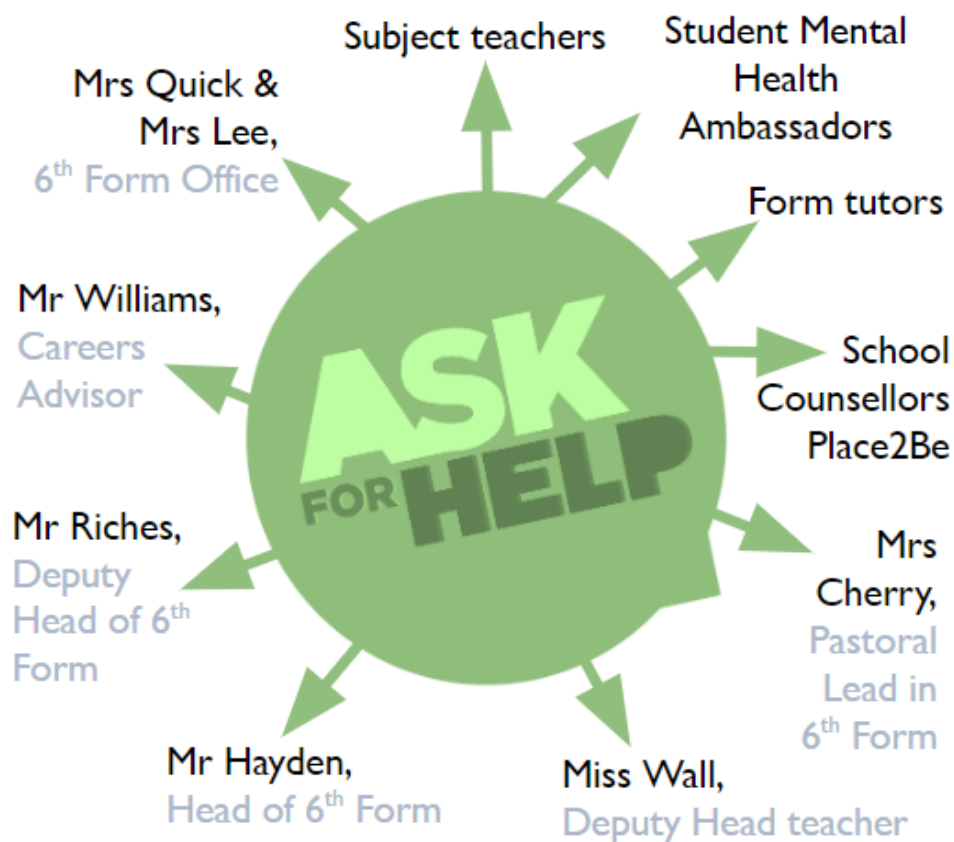 Subject teachers
Student Mental
Health
Ambassadors
Form tutors
School
Counsellors
Place2Be
Mrs
Cherry,
Pastoral
Lead in
6th Form
Miss Wall,
Deputy Head teacher
Mr Hayden,
Head of 6th Form
Mr Riches,
Deputy
Head of 6th
Form
Mr Williams,
Careers
Advisor
Mrs Quick &
Mrs Lee,
6th Form Office
ASK
FOR HELP